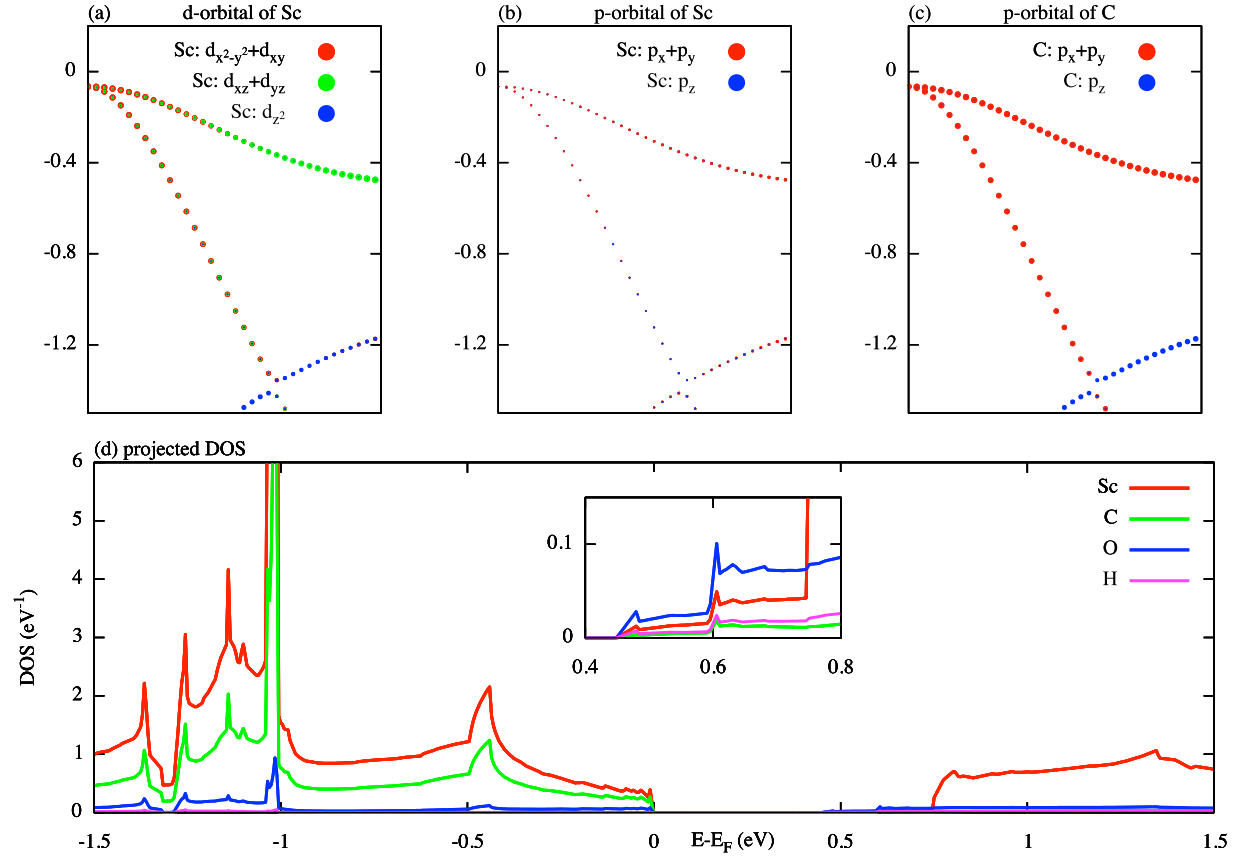 (a) d-orbital of Sc
Sc: dx²-y²+dxy
Sc: dxz+dyz
Sc: dz²
0
-0.4
-0.8
-1.2
(b) p-orbital of Sc
Sc: px+py
Sc: pz
0
-0.4
-0.8
-1.2
(c) p-orbital of C
C: px+py
C: pz
0
-0.4
-0.8
-1.2
(d) projected DOS
DOS (eV⁻¹)
6
5
4
3
2
1
0
Sc
C
O
H
0.1
0
0.4 0.6 0.8
-1.5 -1 -0.5 0 0.5 1 1.5
E-EF (eV)